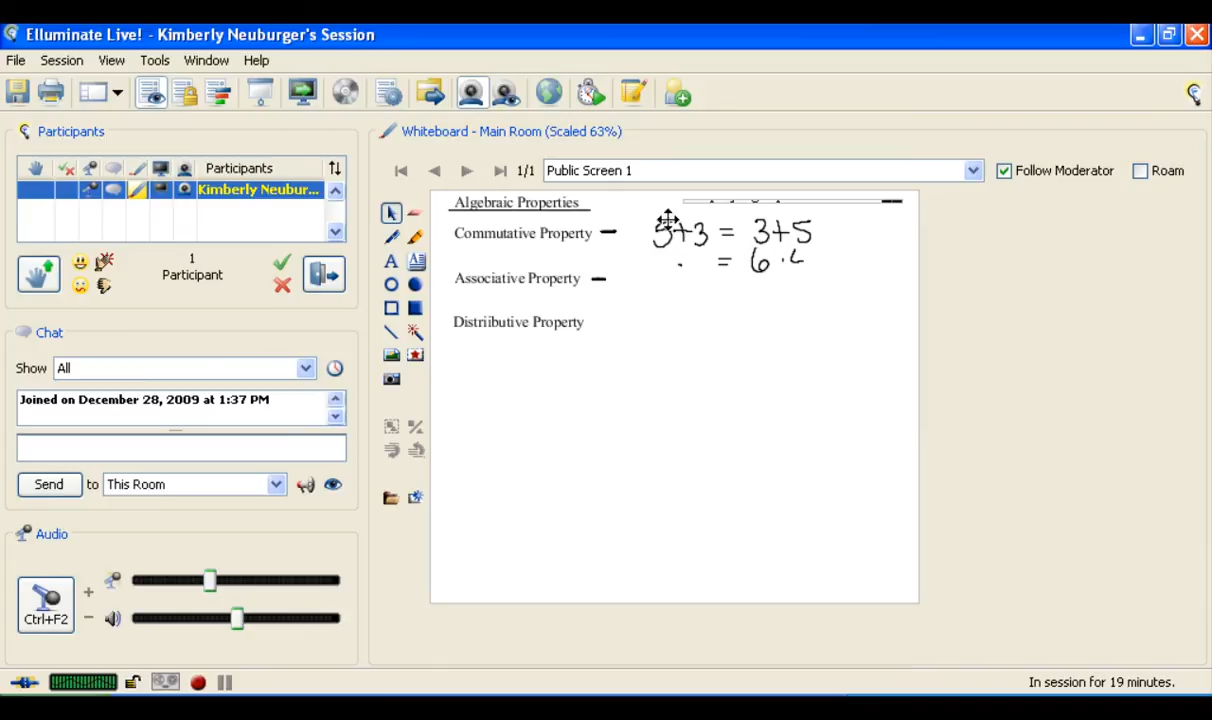 Elluminate Live! - Kimberly Neuburger's Session
File Session View Tools Window Help
Participants
Participants
Kimberly Neubur...
1
Participant
Chat
Show All
Joined on December 28, 2009 at 1:37 PM
Send to This Room
Audio
Ctrl+F2
+
−
Whiteboard - Main Room (Scaled 63%)
1/1 Public Screen 1 Follow Moderator Roam
A A
Algebraic Properties
Commutative Property – 5+3 = 3+5
· = 6 ·
Associative Property –
Distriibutive Property
In session for 19 minutes.